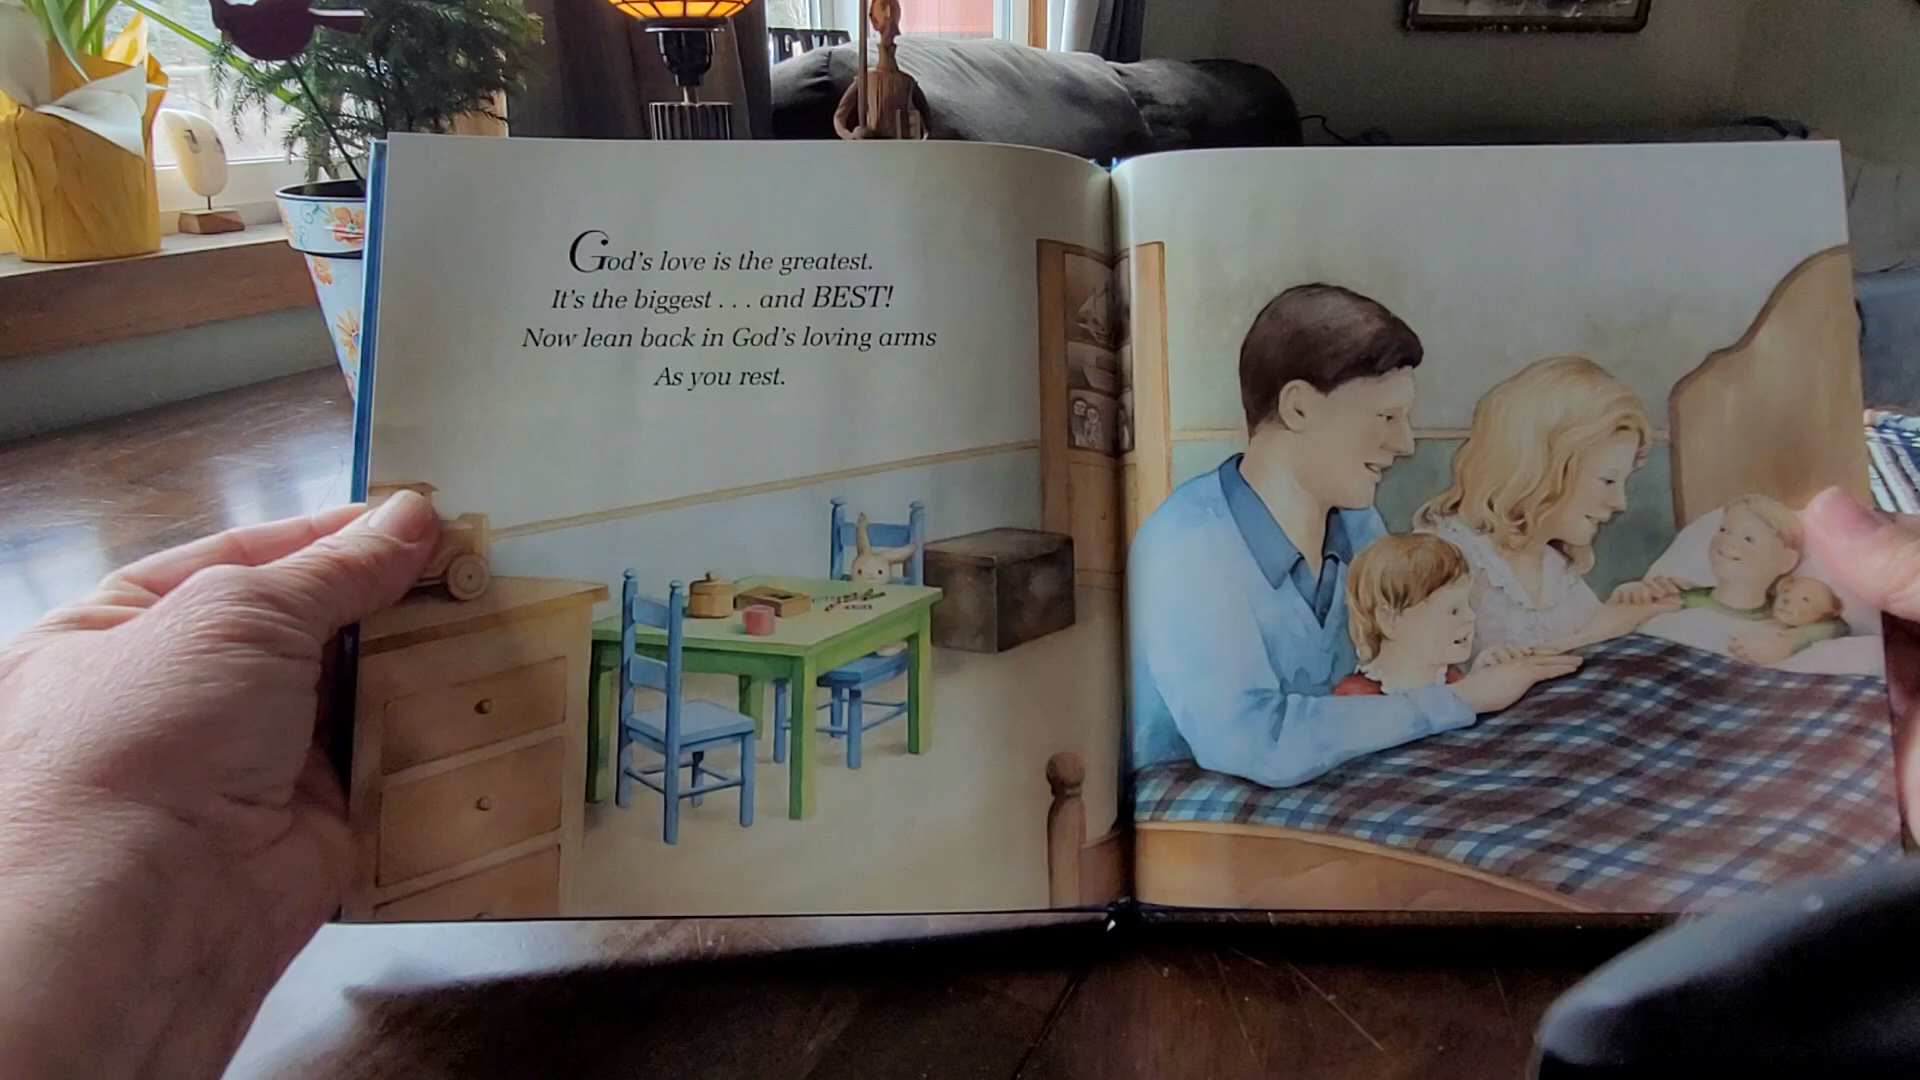 God's love is the greatest.
It's the biggest . . . and BEST!
Now lean back in God's loving arms
As you rest.